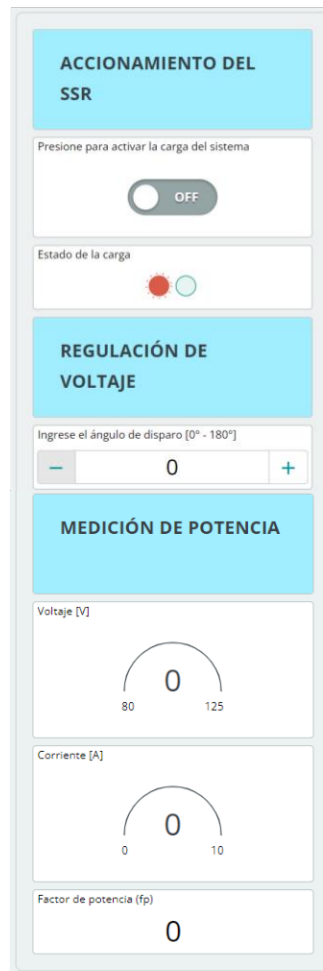 ACCIONAMIENTO DEL
SSR
Presione para activar la carga del sistema
OFF
Estado de la carga
REGULACIÓN DE
VOLTAJE
Ingrese el ángulo de disparo [0° - 180°]
− 0 +
MEDICIÓN DE POTENCIA
Voltaje [V]
0
80 125
Corriente [A]
0
0 10
Factor de potencia (fp)
0